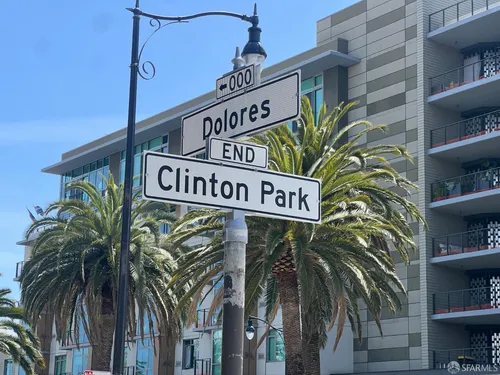 ←000
Dolores
END
Clinton Park
SFARMLS